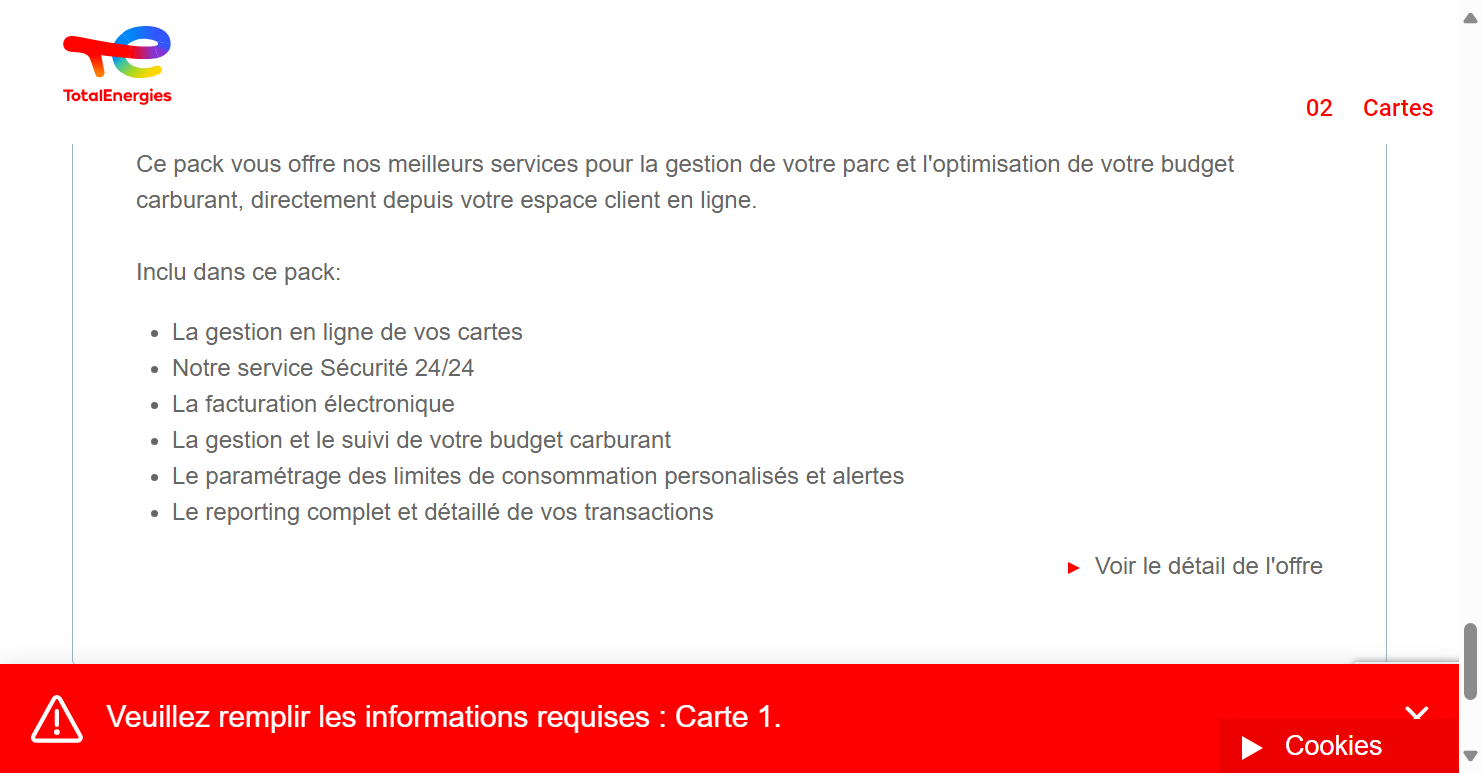 TotalEnergies
02 Cartes
Ce pack vous offre nos meilleurs services pour la gestion de votre parc et l'optimisation de votre budget
carburant, directement depuis votre espace client en ligne.
Inclu dans ce pack:
La gestion en ligne de vos cartes
Notre service Sécurité 24/24
La facturation électronique
La gestion et le suivi de votre budget carburant
Le paramétrage des limites de consommation personalisés et alertes
Le reporting complet et détaillé de vos transactions
Voir le détail de l'offre
Veuillez remplir les informations requises : Carte 1.
Cookies